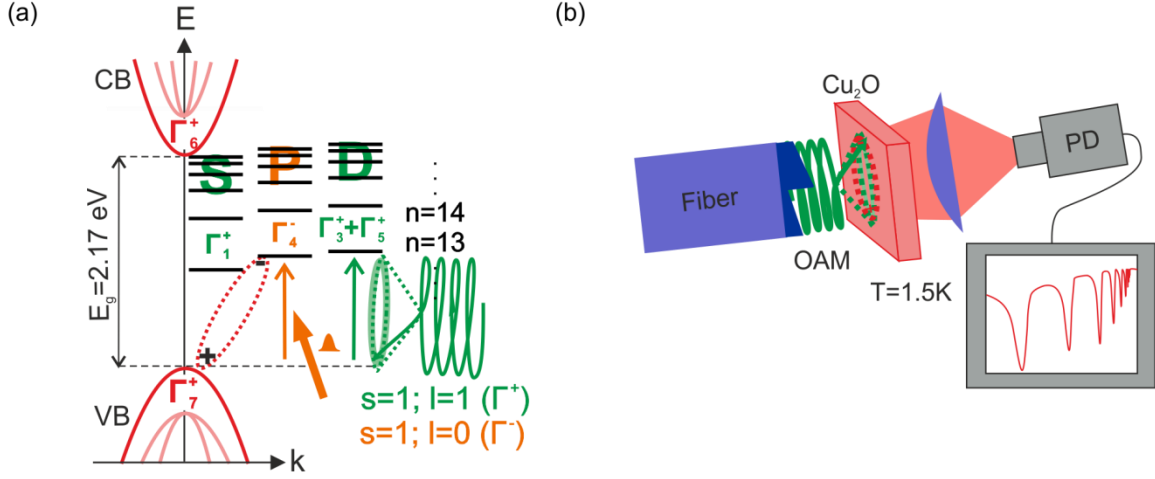 (a)
E
CB
Γ₆⁺
S P D
Γ₁⁺ Γ₄⁻ Γ₃⁺+Γ₅⁺
n=14
n=13
E_g=2.17 eV
-
+
Γ₇⁺
VB
k
s=1; l=1 (Γ⁺)
s=1; l=0 (Γ⁻)
(b)
Cu₂O
Fiber
PD
OAM
T=1.5K